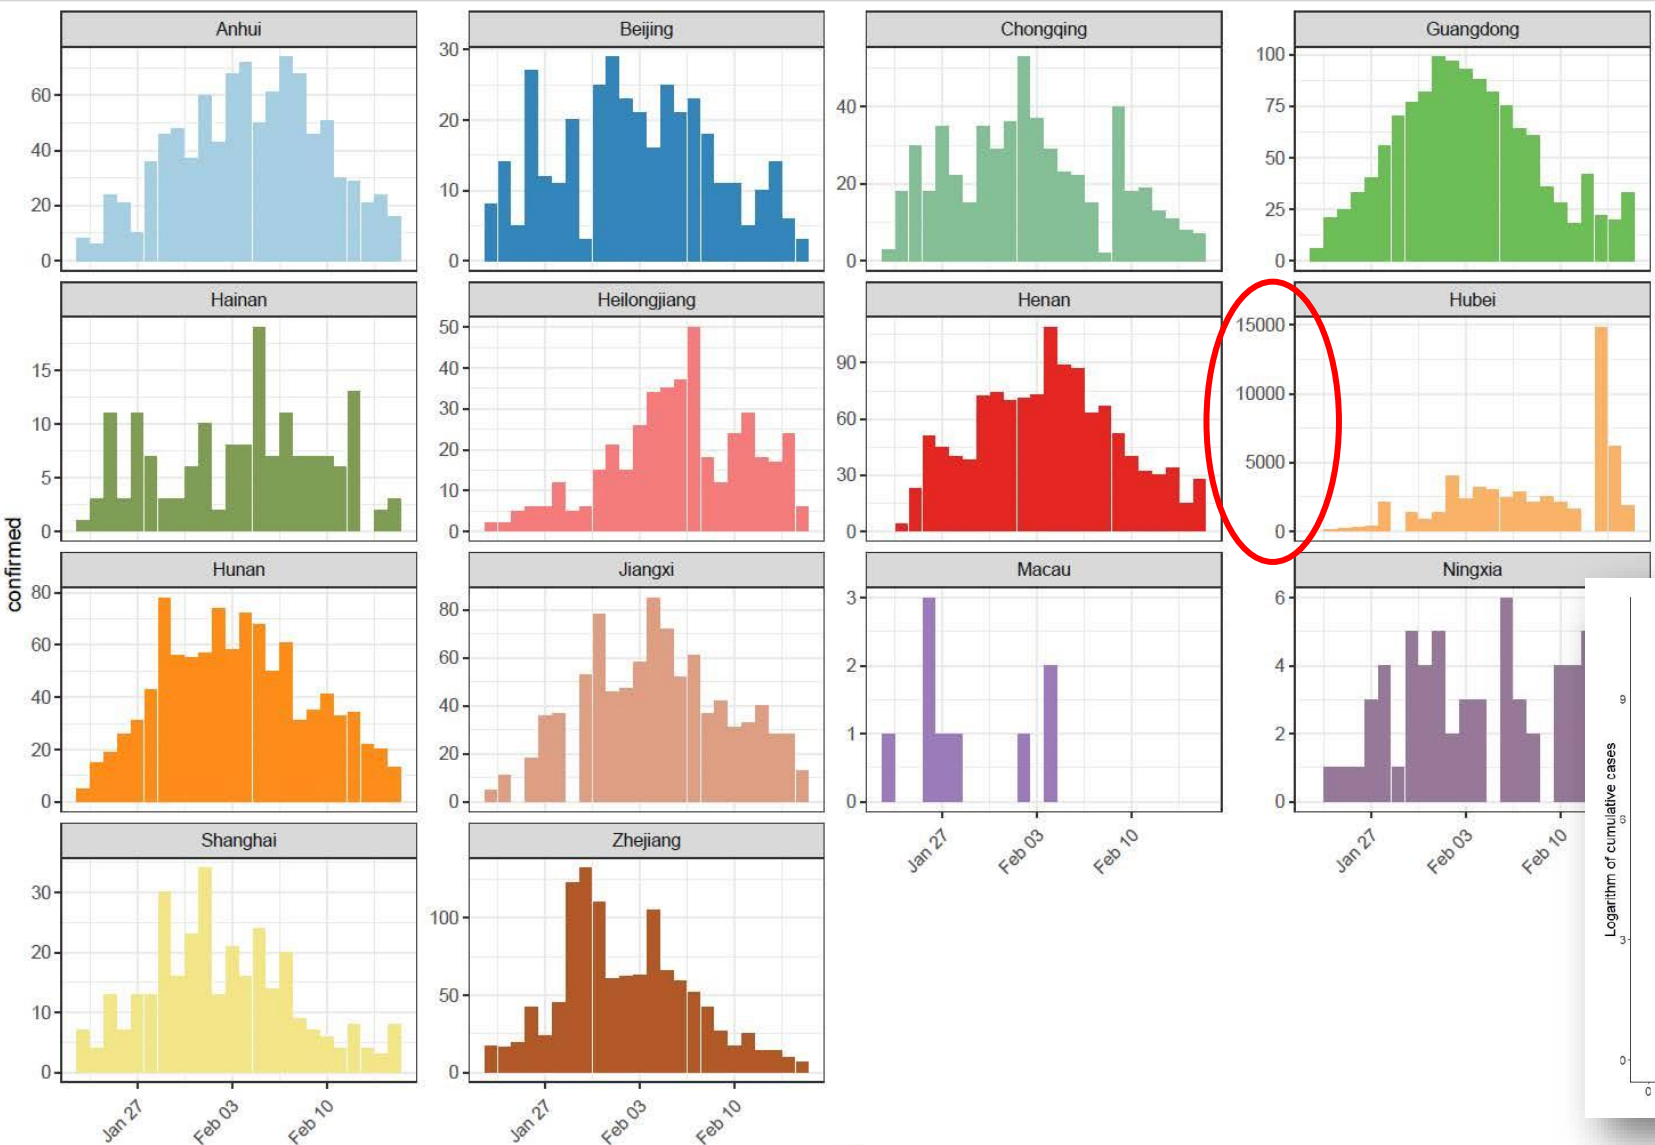 Anhui
Beijing
Chongqing
Guangdong
60
40
20
0
30
20
10
0
40
20
0
100
75
50
25
0
Hainan
Heilongjiang
Henan
Hubei
15
10
5
0
50
40
30
20
10
0
90
60
30
0
15000
10000
5000
0
confirmed
Hunan
Jiangxi
Macau
Ningxia
80
60
40
20
0
80
60
40
20
0
3
2
1
0
6
4
2
0
Jan 27
Feb 03
Feb 10
Jan 27
Feb 03
Feb 10
Shanghai
Zhejiang
30
20
10
0
100
50
0
Jan 27
Feb 03
Feb 10
Jan 27
Feb 03
Feb 10
Logarithm of cumulative cases
9
6
3
0
0